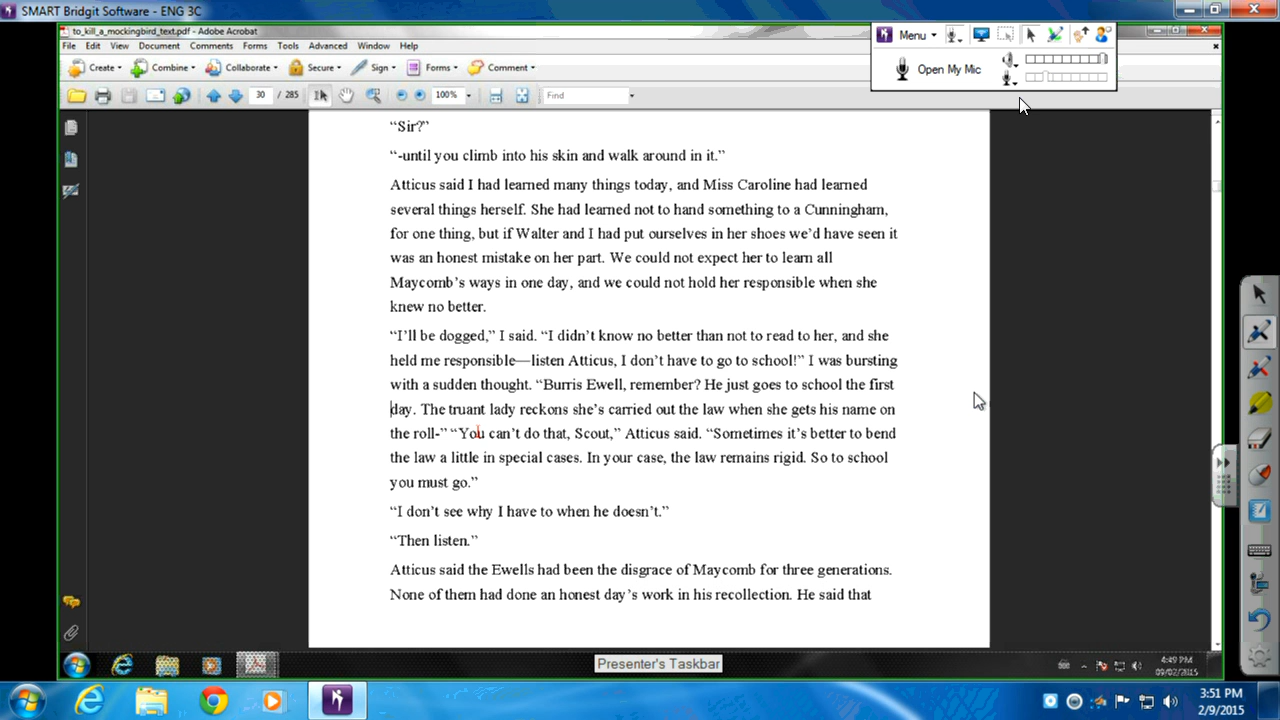 SMART Bridgit Software - ENG 3C
to_kill_a_mockingbird_text.pdf - Adobe Acrobat
File Edit View Document Comments Forms Tools Advanced Window Help
Menu
Create Combine Collaborate Secure Sign Forms Comment
Open My Mic
30 / 285 100% Find
“Sir?”
“-until you climb into his skin and walk around in it.”
Atticus said I had learned many things today, and Miss Caroline had learned
several things herself. She had learned not to hand something to a Cunningham,
for one thing, but if Walter and I had put ourselves in her shoes we’d have seen it
was an honest mistake on her part. We could not expect her to learn all
Maycomb’s ways in one day, and we could not hold her responsible when she
knew no better.
“I’ll be dogged,” I said. “I didn’t know no better than not to read to her, and she
held me responsible—listen Atticus, I don’t have to go to school!” I was bursting
with a sudden thought. “Burris Ewell, remember? He just goes to school the first
day. The truant lady reckons she’s carried out the law when she gets his name on
the roll-” “You can’t do that, Scout,” Atticus said. “Sometimes it’s better to bend
the law a little in special cases. In your case, the law remains rigid. So to school
you must go.”
“I don’t see why I have to when he doesn’t.”
“Then listen.”
Atticus said the Ewells had been the disgrace of Maycomb for three generations.
None of them had done an honest day’s work in his recollection. He said that
Presenter's Taskbar
4:49 PM
09/02/2015
3:51 PM
2/9/2015